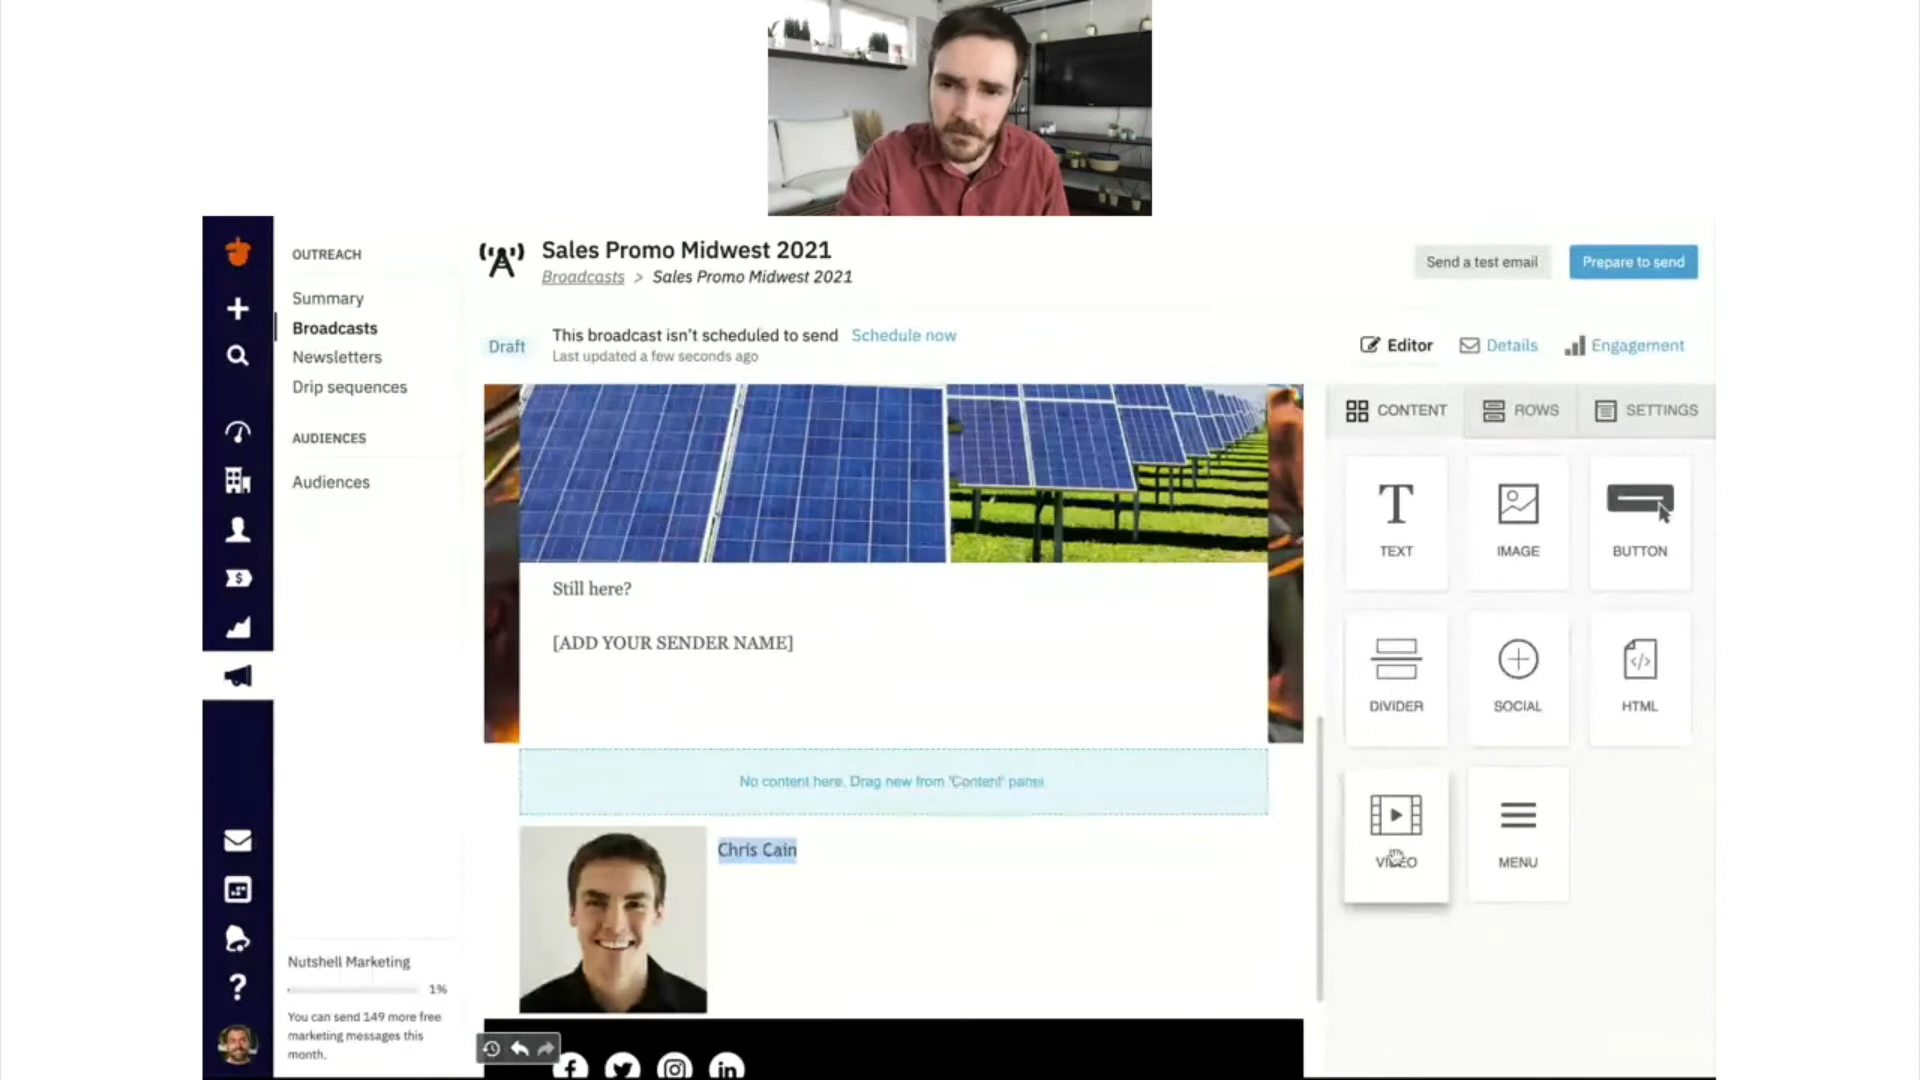 OUTREACH
Summary
Broadcasts
Newsletters
Drip sequences
AUDIENCES
Audiences
Nutshell Marketing
1%
You can send 149 more free
marketing messages this
month.
Sales Promo Midwest 2021
Broadcasts > Sales Promo Midwest 2021
Send a test email
Prepare to send
Draft
This broadcast isn't scheduled to send Schedule now
Last updated a few seconds ago
Editor
Details
Engagement
Still here?
[ADD YOUR SENDER NAME]
No content here. Drag new from 'Content' panel.
Chris Cain
CONTENT
ROWS
SETTINGS
TEXT
IMAGE
BUTTON
DIVIDER
SOCIAL
HTML
VIDEO
MENU